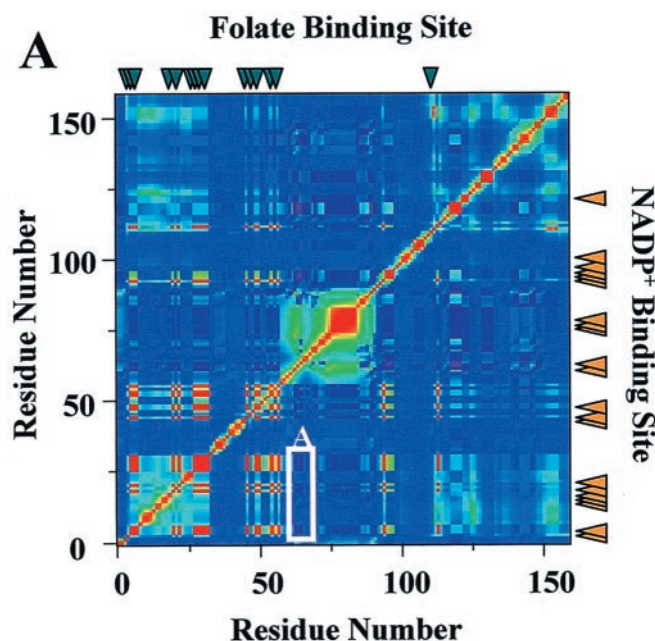 A
Folate Binding Site
150
100
50
0
Residue Number
A
NADP+ Binding Site
0
50
100
150
Residue Number